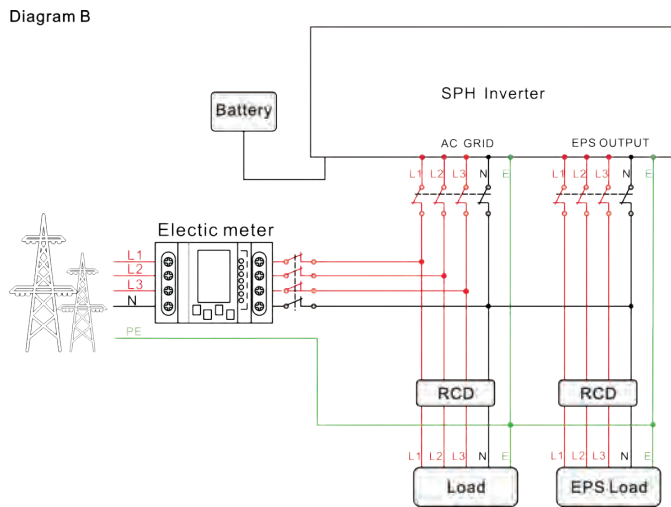 Diagram B
SPH Inverter
Battery
AC GRID
EPS OUTPUT
L1 L2 L3 N E
L1 L2 L3 N E
Electic meter
L1
L2
L3
N
PE
RCD
RCD
L1 L2 L3 N E
L1 L2 L3 N E
Load
EPS Load